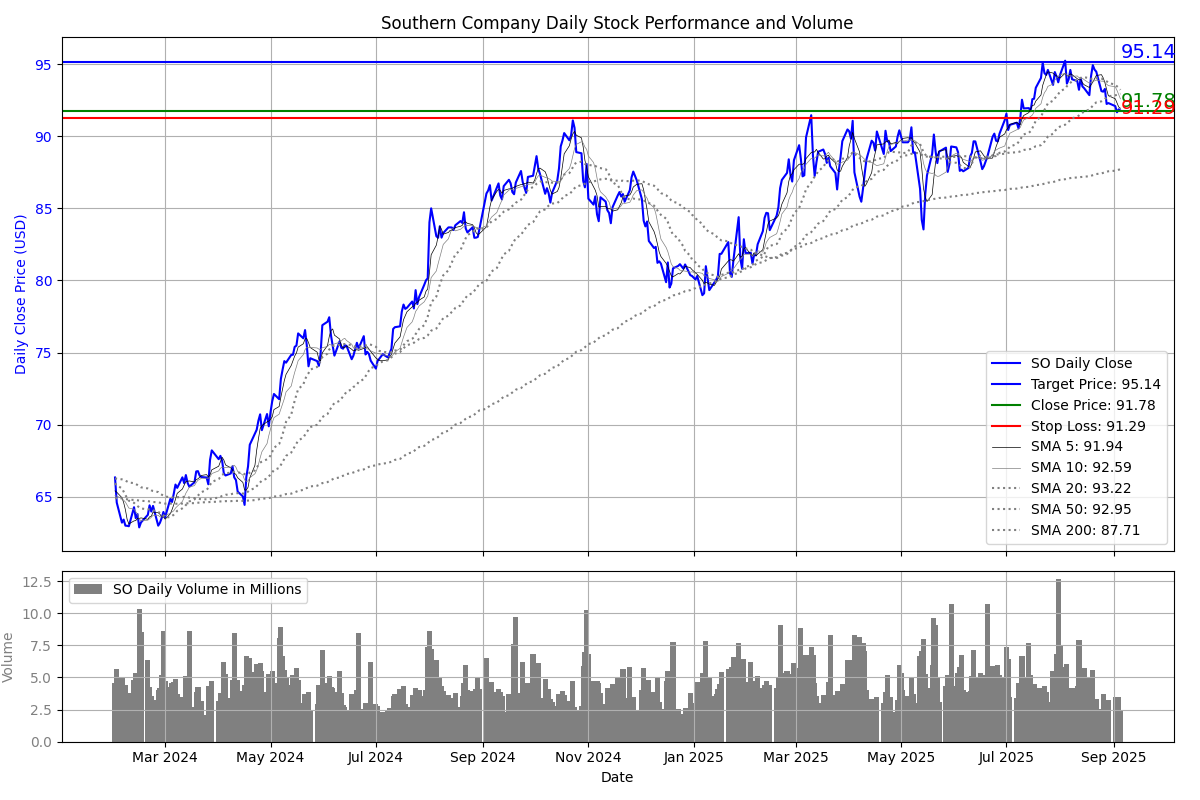 Southern Company Daily Stock Performance and Volume
95.14
91.78
91.29
95
90
85
80
75
70
65
Daily Close Price (USD)
SO Daily Close
Target Price: 95.14
Close Price: 91.78
Stop Loss: 91.29
SMA 5: 91.94
SMA 10: 92.59
SMA 20: 93.22
SMA 50: 92.95
SMA 200: 87.71
SO Daily Volume in Millions
12.5
10.0
7.5
5.0
2.5
0.0
Volume
Mar 2024 May 2024 Jul 2024 Sep 2024 Nov 2024 Jan 2025 Mar 2025 May 2025 Jul 2025 Sep 2025
Date